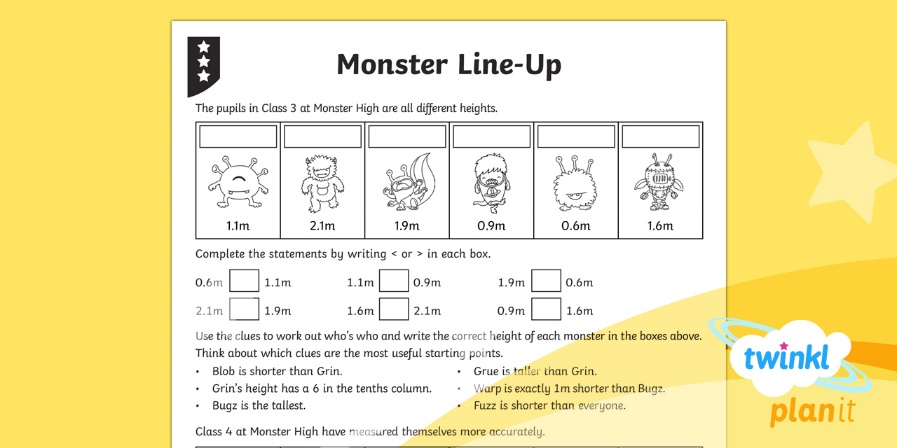 Monster Line-Up
The pupils in Class 3 at Monster High are all different heights.
1.1m 2.1m 1.9m 0.9m 0.6m 1.6m
Complete the statements by writing < or > in each box.
0.6m 1.1m 1.1m 0.9m 1.9m 0.6m
2.1m 1.9m 1.6m 2.1m 0.9m 1.6m
Use the clues to work out who's who and write the correct height of each monster in the boxes above.
Think about which clues are the most useful starting points.
• Blob is shorter than Grin.
• Grin's height has a 6 in the tenths column.
• Bugz is the tallest.
• Grue is taller than Grin.
• Warp is exactly 1m shorter than Bugz.
• Fuzz is shorter than everyone.
Class 4 at Monster High have measured themselves more accurately.
twinkl
planit